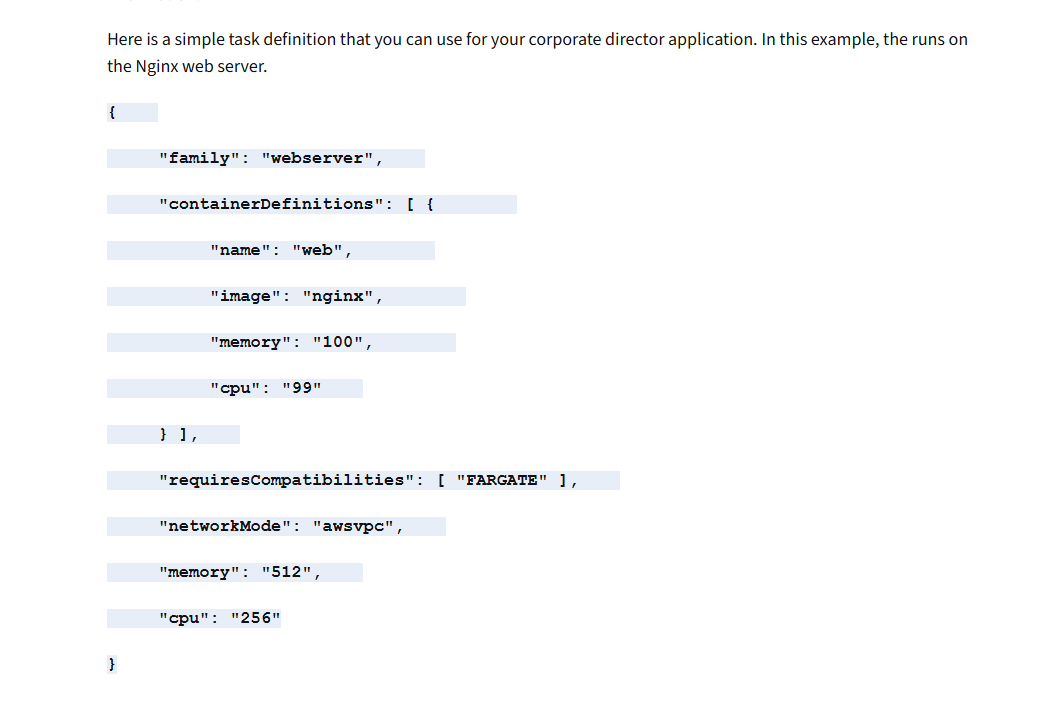 Here is a simple task definition that you can use for your corporate director application. In this example, the runs on
the Nginx web server.
{
"family": "webserver",
"containerDefinitions": [ {
"name": "web",
"image": "nginx",
"memory": "100",
"cpu": "99"
} ],
"requiresCompatibilities": [ "FARGATE" ],
"networkMode": "awsvpc",
"memory": "512",
"cpu": "256"
}